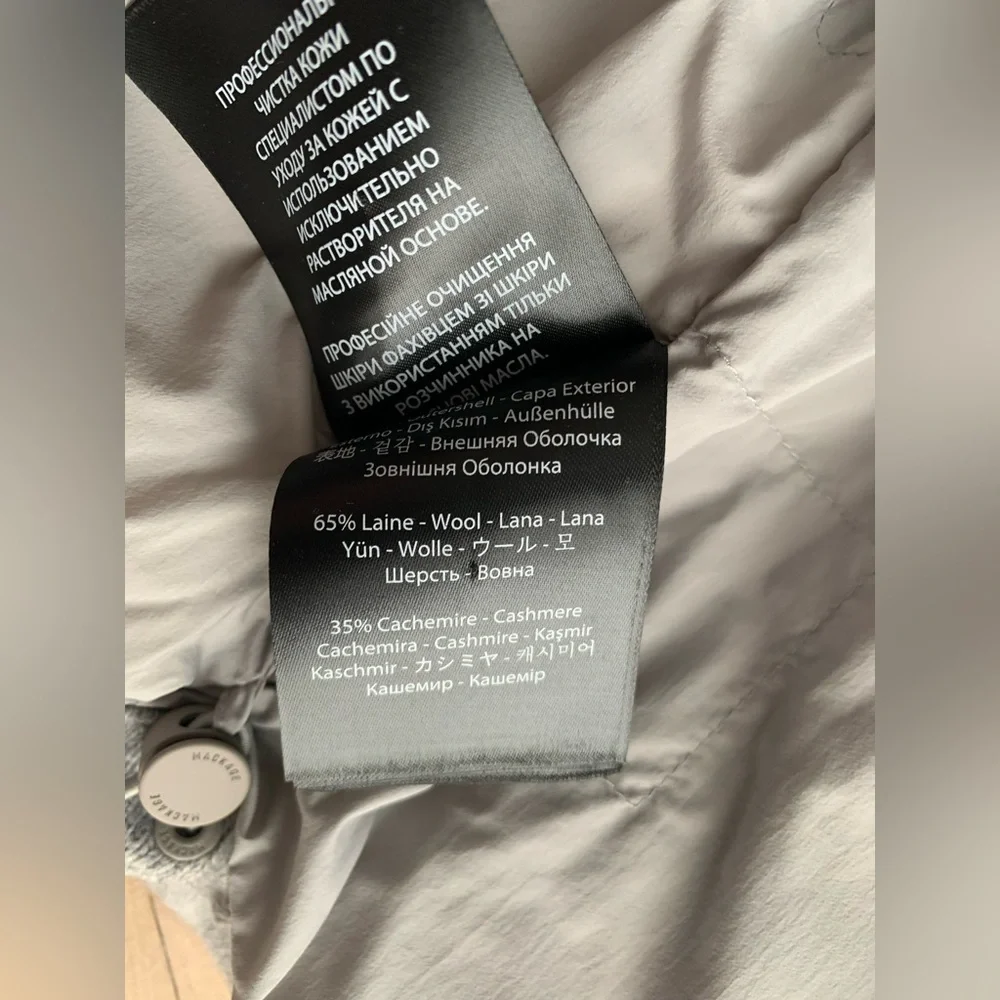 ПРОФЕССИОНАЛЬ
ЧИСТКА КОЖИ
СПЕЦИАЛИСТОМ ПО
УХОДУ ЗА КОЖЕЙ С
ИСПОЛЬЗОВАНИЕМ
ИСКЛЮЧИТЕЛЬНО
РАСТВОРИТЕЛЯ НА
МАСЛЯНОЙ ОСНОВЕ.
ПРОФЕСІЙНЕ ОЧИЩЕННЯ
ШКІРИ ФАХІВЦЕМ ЗІ ШКІРИ
З ВИКОРИСТАННЯМ ТІЛЬКИ
РОЗЧИННИКА НА
МАСЛА.
- Capa Exterior
- Dış Kısım - Außenhülle
表地 - 겉감 - Внешняя Оболочка
Зовнішня Оболонка
65% Laine - Wool - Lana - Lana
Yün - Wolle - ウール - 모
Шерсть - Вовна
35% Cachemire - Cashmere
Cachemira - Cashmire - Kaşmir
Kaschmir - カシミヤ - 캐시미어
Кашемир - Кашемір
MACKAGE
MACKAGE